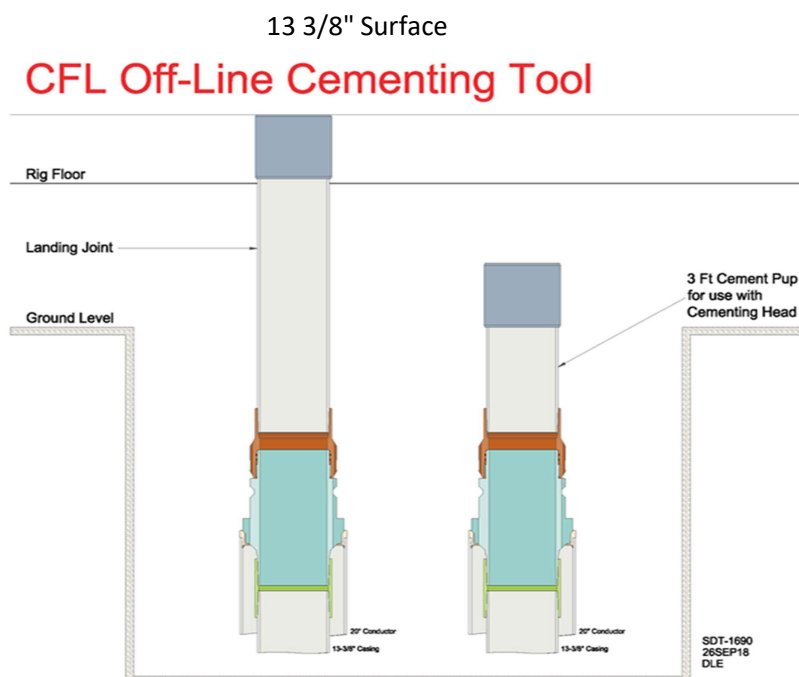 13 3/8" Surface
CFL Off-Line Cementing Tool
Rig Floor
Landing Joint
Ground Level
3 Ft Cement Pup
for use with
Cementing Head
20" Conductor
13-3/8" Casing
20" Conductor
13-3/8" Casing
SDT-1690
26SEP18
DLE